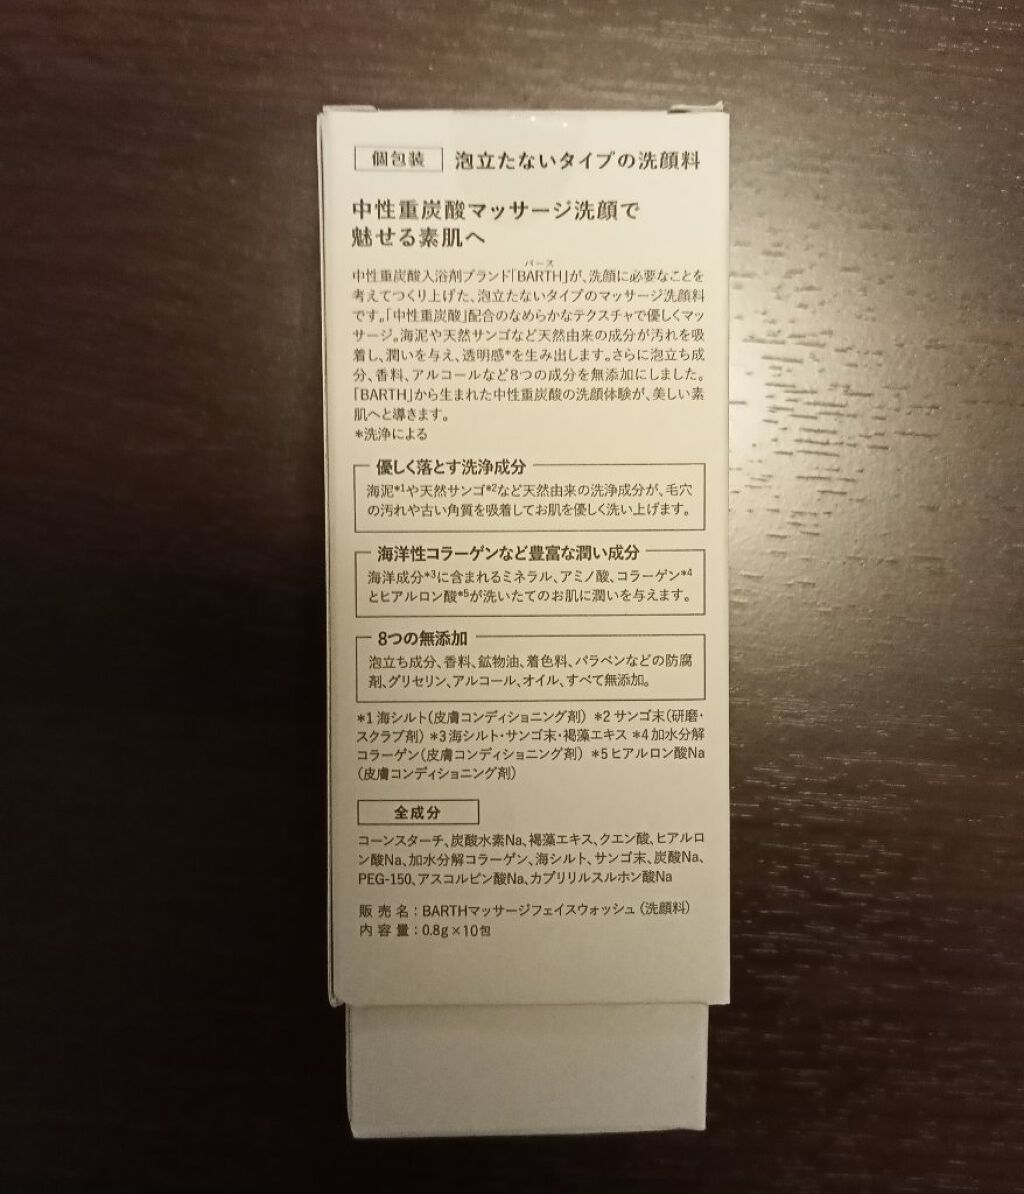 個包装 泡立たないタイプの洗顔料
中性重炭酸マッサージ洗顔で
魅せる素肌へ
バース
中性重炭酸入浴剤ブランド「BARTH」が、洗顔に必要なことを
考えてつくり上げた、泡立たないタイプのマッサージ洗顔料
です。「中性重炭酸」配合のなめらかなテクスチャで優しくマッ
サージ。海泥や天然サンゴなど天然由来の成分が汚れを吸
着し、潤いを与え、透明感*を生み出します。さらに泡立ち成
分、香料、アルコールなど8つの成分を無添加にしました。
「BARTH」から生まれた中性重炭酸の洗顔体験が、美しい素
肌へと導きます。
*洗浄による
優しく落とす洗浄成分
海泥*1や天然サンゴ*2など天然由来の洗浄成分が、毛穴
の汚れや古い角質を吸着してお肌を優しく洗い上げます。
海洋性コラーゲンなど豊富な潤い成分
海洋成分*3に含まれるミネラル、アミノ酸、コラーゲン*4
とヒアルロン酸*5が洗いたてのお肌に潤いを与えます。
8つの無添加
泡立ち成分、香料、鉱物油、着色料、パラベンなどの防腐
剤、グリセリン、アルコール、オイル、すべて無添加。
*1 海シルト(皮膚コンディショニング剤) *2 サンゴ末(研磨・
スクラブ剤) *3 海シルト・サンゴ末・褐藻エキス *4 加水分解
コラーゲン(皮膚コンディショニング剤) *5 ヒアルロン酸Na
(皮膚コンディショニング剤)
全成分
コーンスターチ、炭酸水素Na、褐藻エキス、クエン酸、ヒアルロ
ン酸Na、加水分解コラーゲン、海シルト、サンゴ末、炭酸Na、
PEG-150、アスコルビン酸Na、カプリリルスルホン酸Na
販売名:BARTHマッサージフェイスウォッシュ(洗顔料)
内容量:0.8g×10包